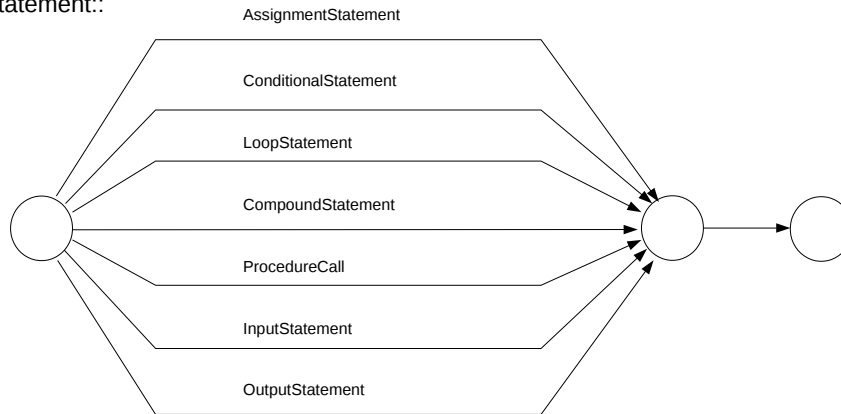 tatement::
AssignmentStatement
ConditionalStatement
LoopStatement
CompoundStatement
ProcedureCall
InputStatement
OutputStatement